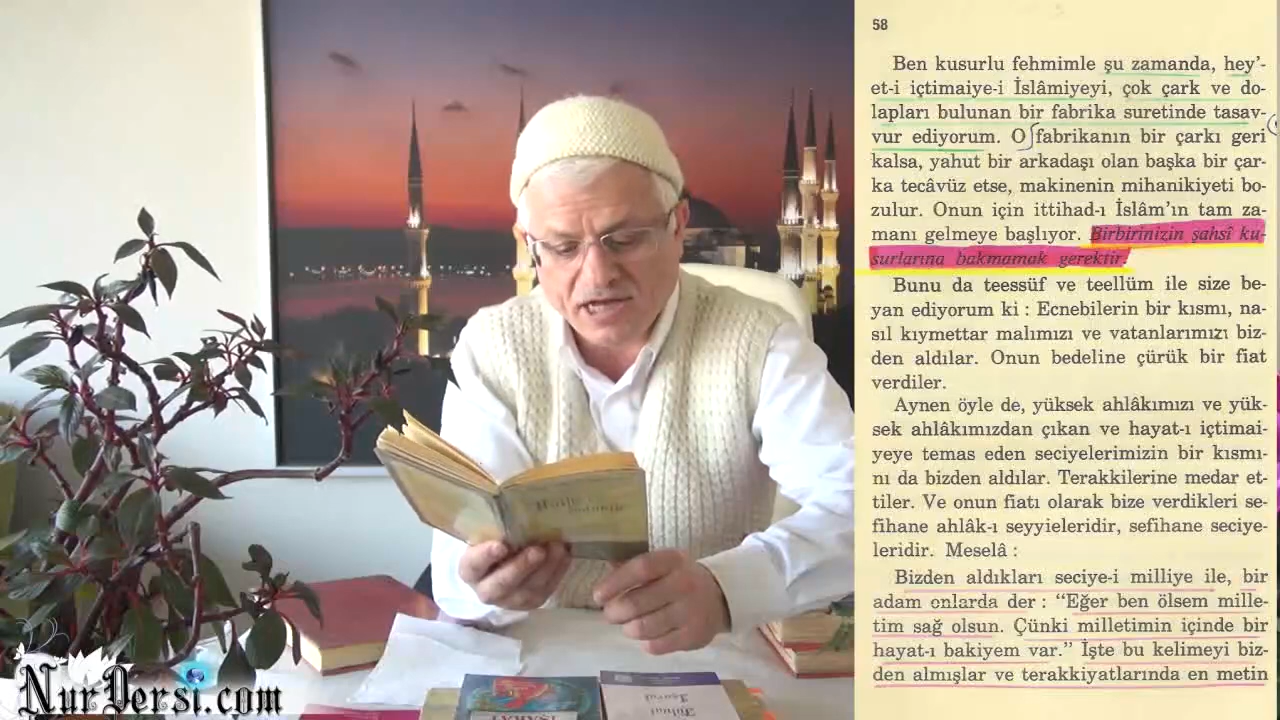 58
Ben kusurlu fehmimle şu zamanda, hey'-
et-i içtimaiye-i İslâmiyeyi, çok çark ve do-
lapları bulunan bir fabrika suretinde tasav-
vur ediyorum. O fabrikanın bir çarkı geri
kalsa, yahut bir arkadaşı olan başka bir çar-
ka tecâvüz etse, makinenin mihanikiyeti bo-
zulur. Onun için ittihad-ı İslâm'ın tam za-
manı gelmeye başlıyor. Birbirinizin şahsî ku-
surlarına bakmamak gerektir.
Bunu da teessüf ve teellüm ile size be-
yan ediyorum ki : Ecnebilerin bir kısmı, na-
sıl kıymettar malımızı ve vatanlarımızı biz-
den aldılar. Onun bedeline çürük bir fiat
verdiler.
Aynen öyle de, yüksek ahlâkımızı ve yük-
sek ahlâkımızdan çıkan ve hayat-ı içtimai-
yeye temas eden seciyelerimizin bir kısmı-
nı da bizden aldılar. Terakkilerine medar et-
tiler. Ve onun fiatı olarak bize verdikleri se-
fihane ahlâk-ı seyyieleridir, sefihane seciye-
leridir. Meselâ :
Bizden aldıkları seciye-i milliye ile, bir
adam onlarda der : "Eğer ben ölsem mille-
tim sağ olsun. Çünki milletimin içinde bir
hayat-ı bakiyem var." İşte bu kelimeyi biz-
den almışlar ve terakkiyatlarında en metin
NurDersi.com